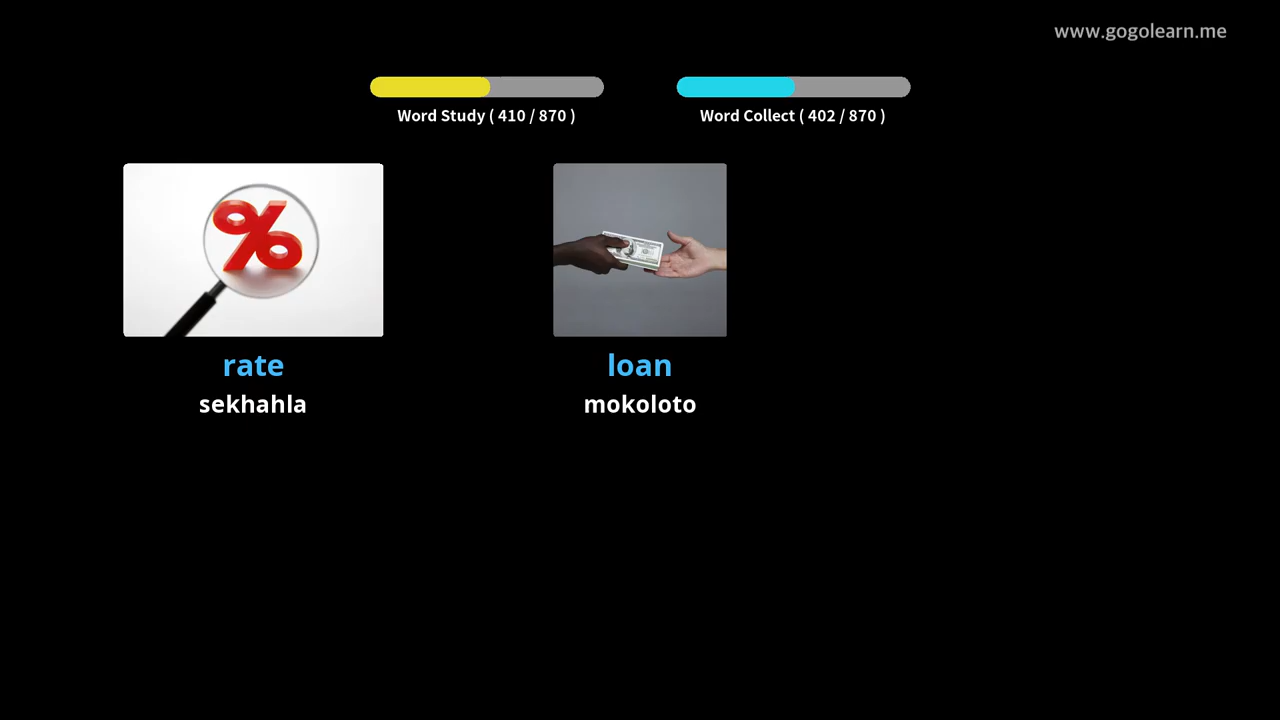 www.gogolearn.me
Word Study ( 410 / 870 )
Word Collect ( 402 / 870 )
%
rate
sekhahla
loan
mokoloto